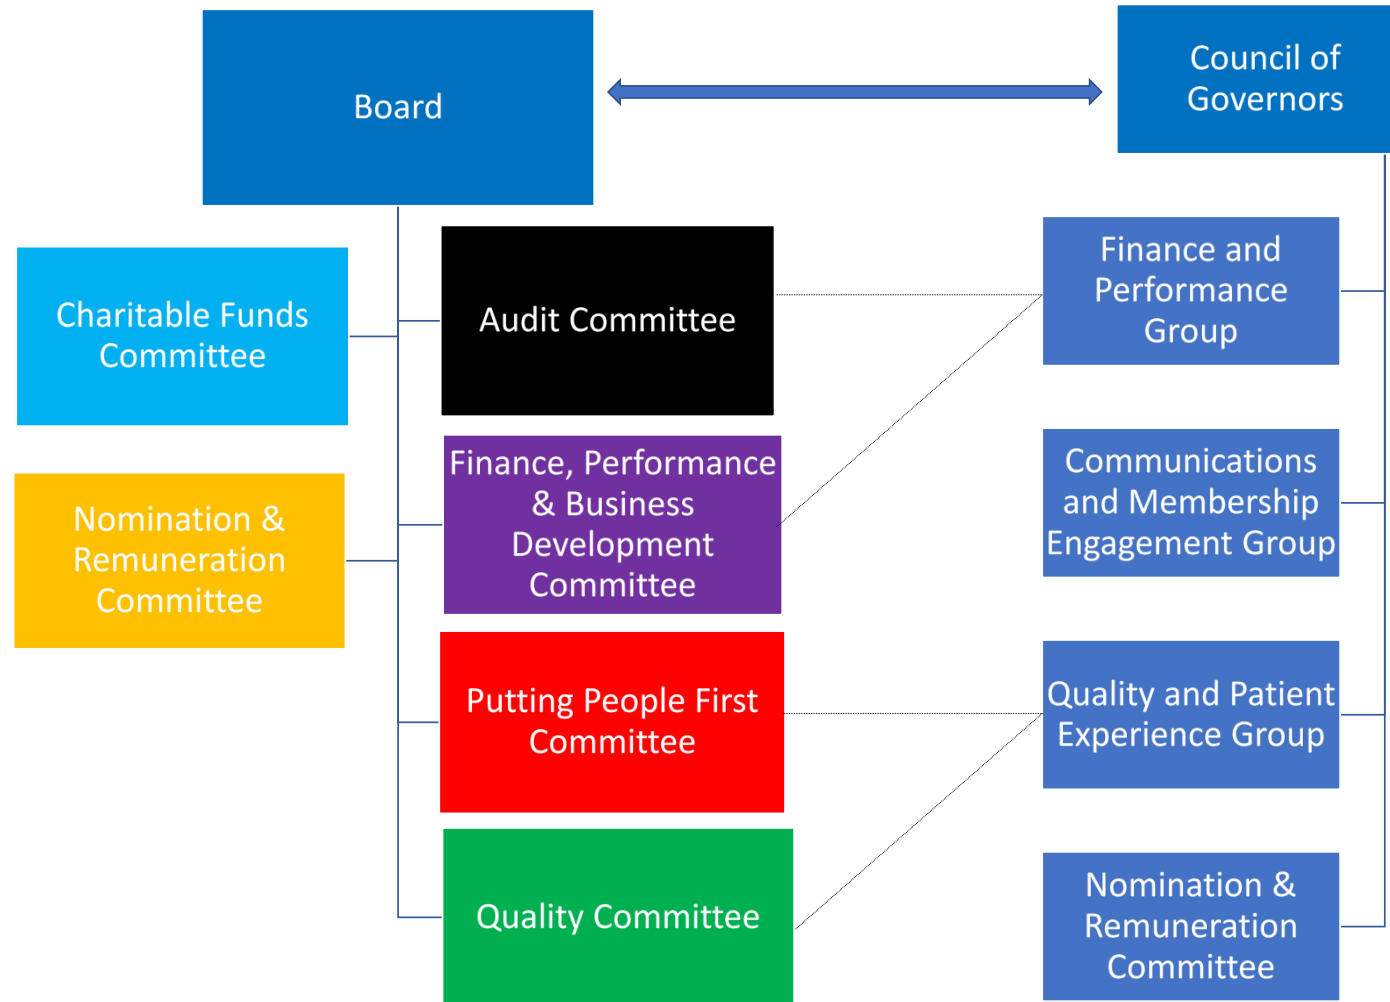 Board
Council of
Governors
Charitable Funds
Committee
Audit Committee
Finance and
Performance
Group
Nomination &
Remuneration
Committee
Finance, Performance
& Business
Development
Committee
Communications
and Membership
Engagement Group
Putting People First
Committee
Quality and Patient
Experience Group
Quality Committee
Nomination &
Remuneration
Committee